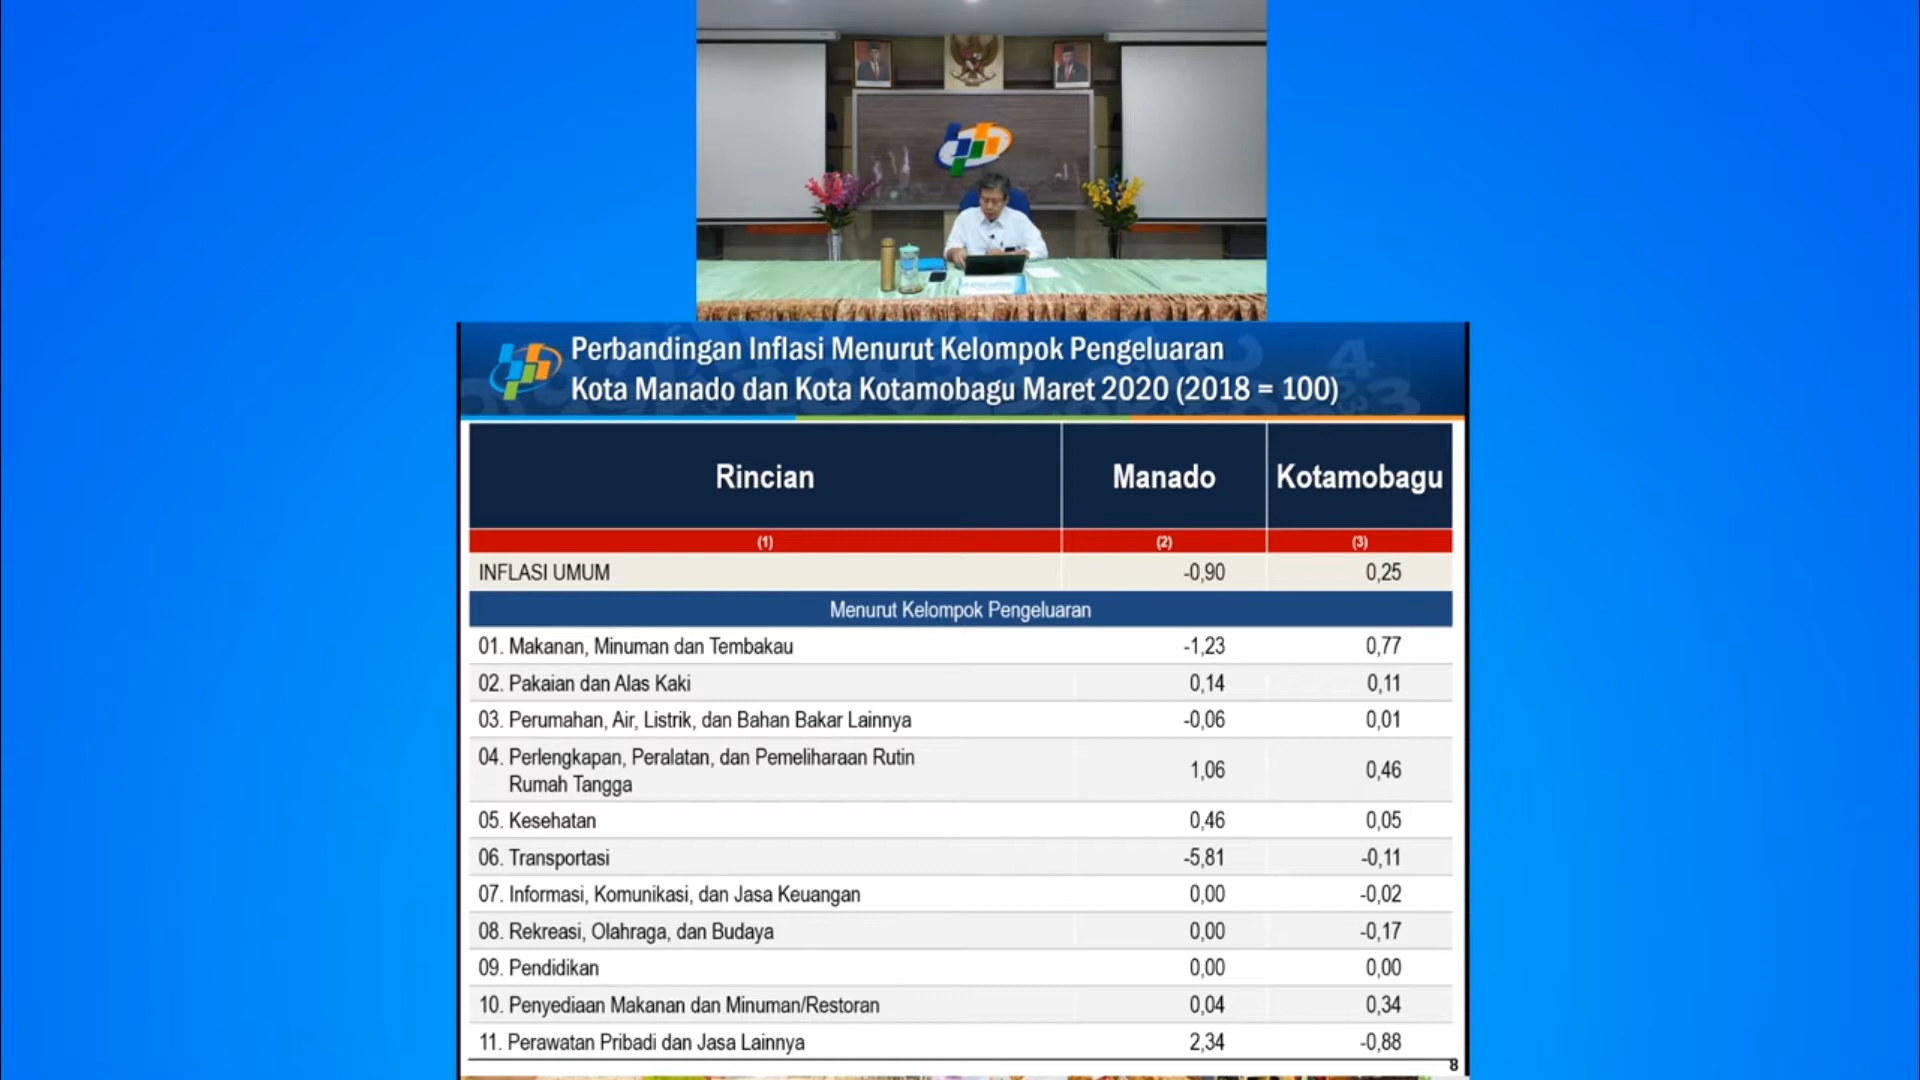 Perbandingan Inflasi Menurut Kelompok Pengeluaran
Kota Manado dan Kota Kotamobagu Maret 2020 (2018 = 100)
Rincian Manado Kotamobagu
(1) (2) (3)
INFLASI UMUM -0,90 0,25
Menurut Kelompok Pengeluaran
01. Makanan, Minuman dan Tembakau -1,23 0,77
02. Pakaian dan Alas Kaki 0,14 0,11
03. Perumahan, Air, Listrik, dan Bahan Bakar Lainnya -0,06 0,01
04. Perlengkapan, Peralatan, dan Pemeliharaan Rutin
Rumah Tangga 1,06 0,46
05. Kesehatan 0,46 0,05
06. Transportasi -5,81 -0,11
07. Informasi, Komunikasi, dan Jasa Keuangan 0,00 -0,02
08. Rekreasi, Olahraga, dan Budaya 0,00 -0,17
09. Pendidikan 0,00 0,00
10. Penyediaan Makanan dan Minuman/Restoran 0,04 0,34
11. Perawatan Pribadi dan Jasa Lainnya 2,34 -0,88
8